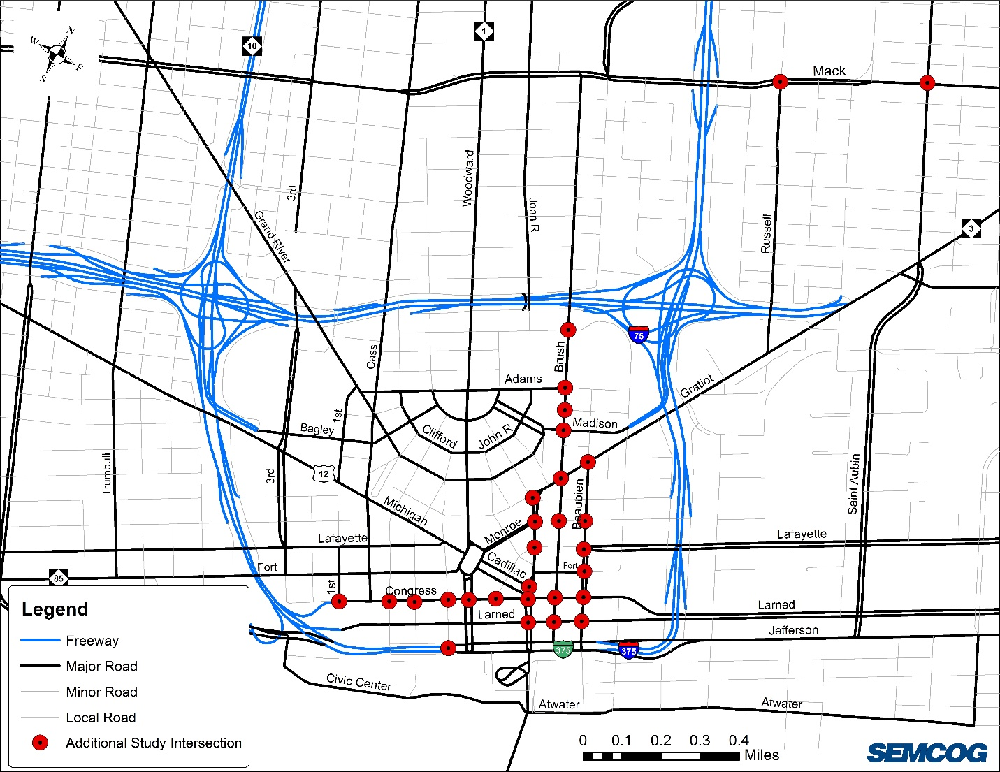 N
W
E
S
10
1
Mack
3rd
Woodward
John R
Grand River
Russell
3
75
Cass
Brush
Adams
Gratiot
1st
Bagley
Clifford
John R
Madison
Trumbull
3rd
12
Michigan
Monroe
Beaubien
Saint Aubin
Lafayette
Lafayette
Cadillac
Fort
Fort
85
1st
Congress
Larned
Larned
Jefferson
375
375
Civic Center
Atwater
Atwater
Legend
Freeway
Major Road
Minor Road
Local Road
Additional Study Intersection
0 0.1 0.2 0.3 0.4
Miles
SEMCOG